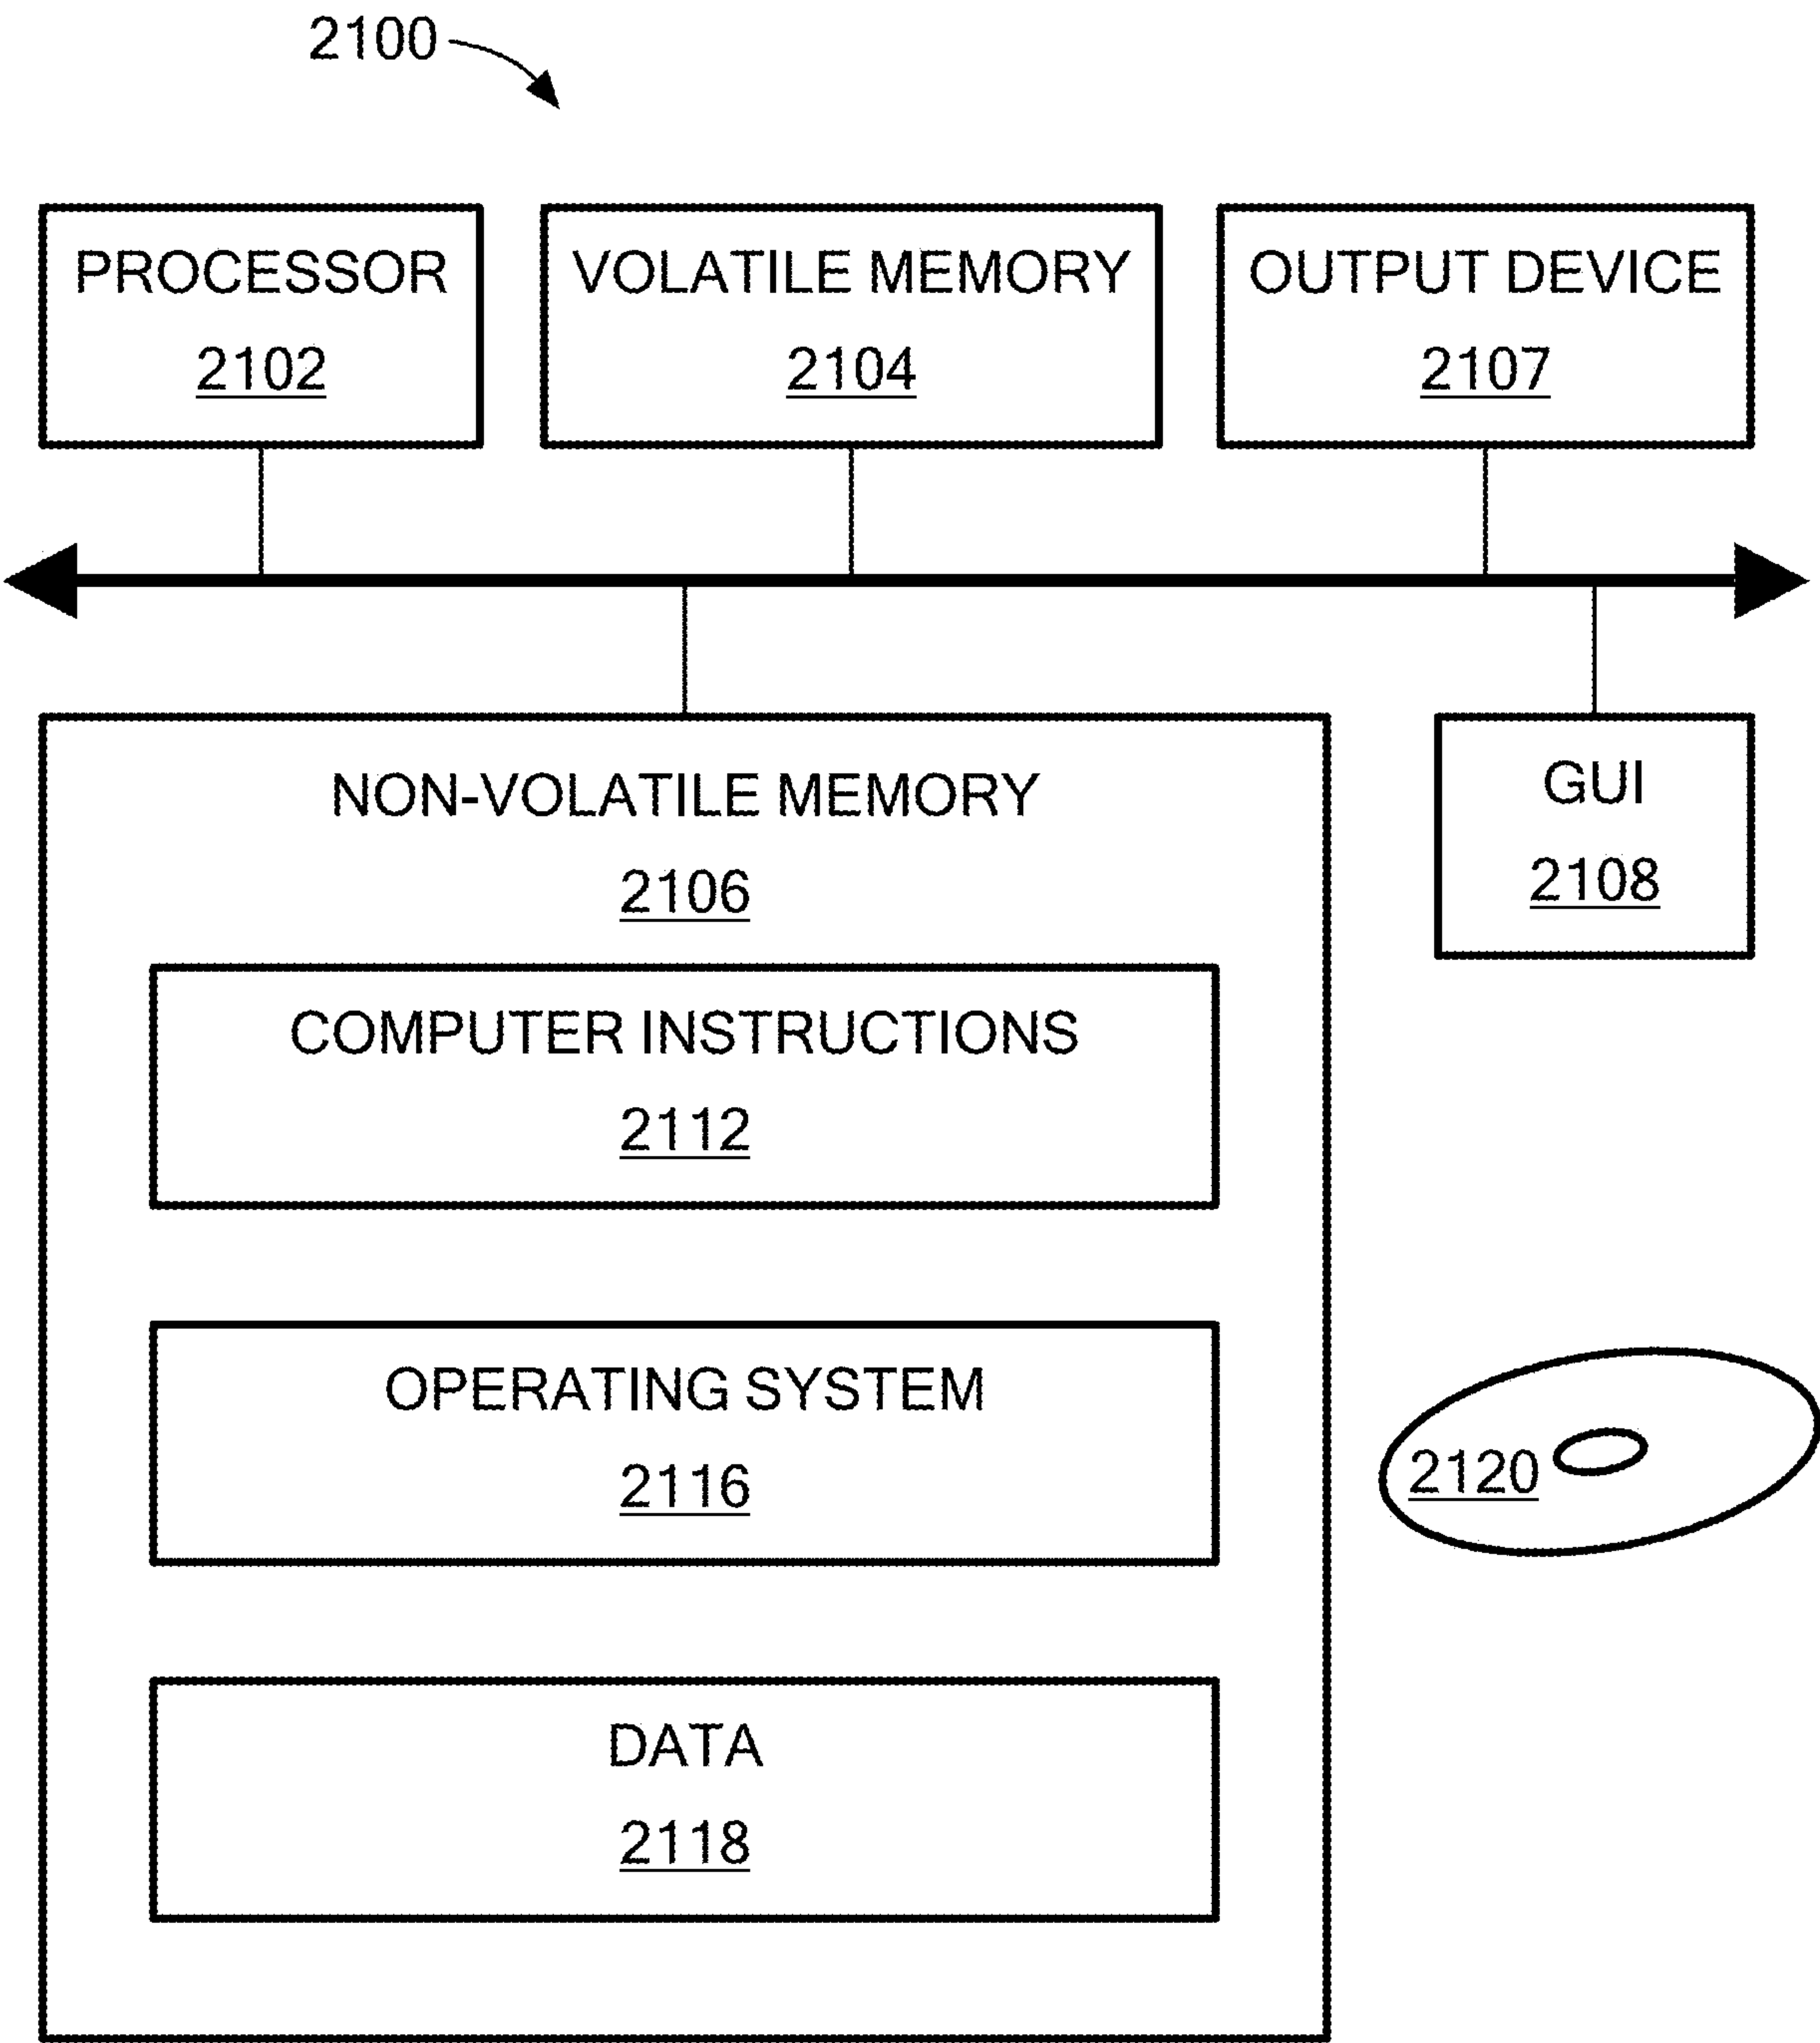 2100
PROCESSOR
2102
VOLATILE MEMORY
2104
OUTPUT DEVICE
2107
NON-VOLATILE MEMORY
2106
GUI
2108
COMPUTER INSTRUCTIONS
2112
OPERATING SYSTEM
2116
2120
DATA
2118